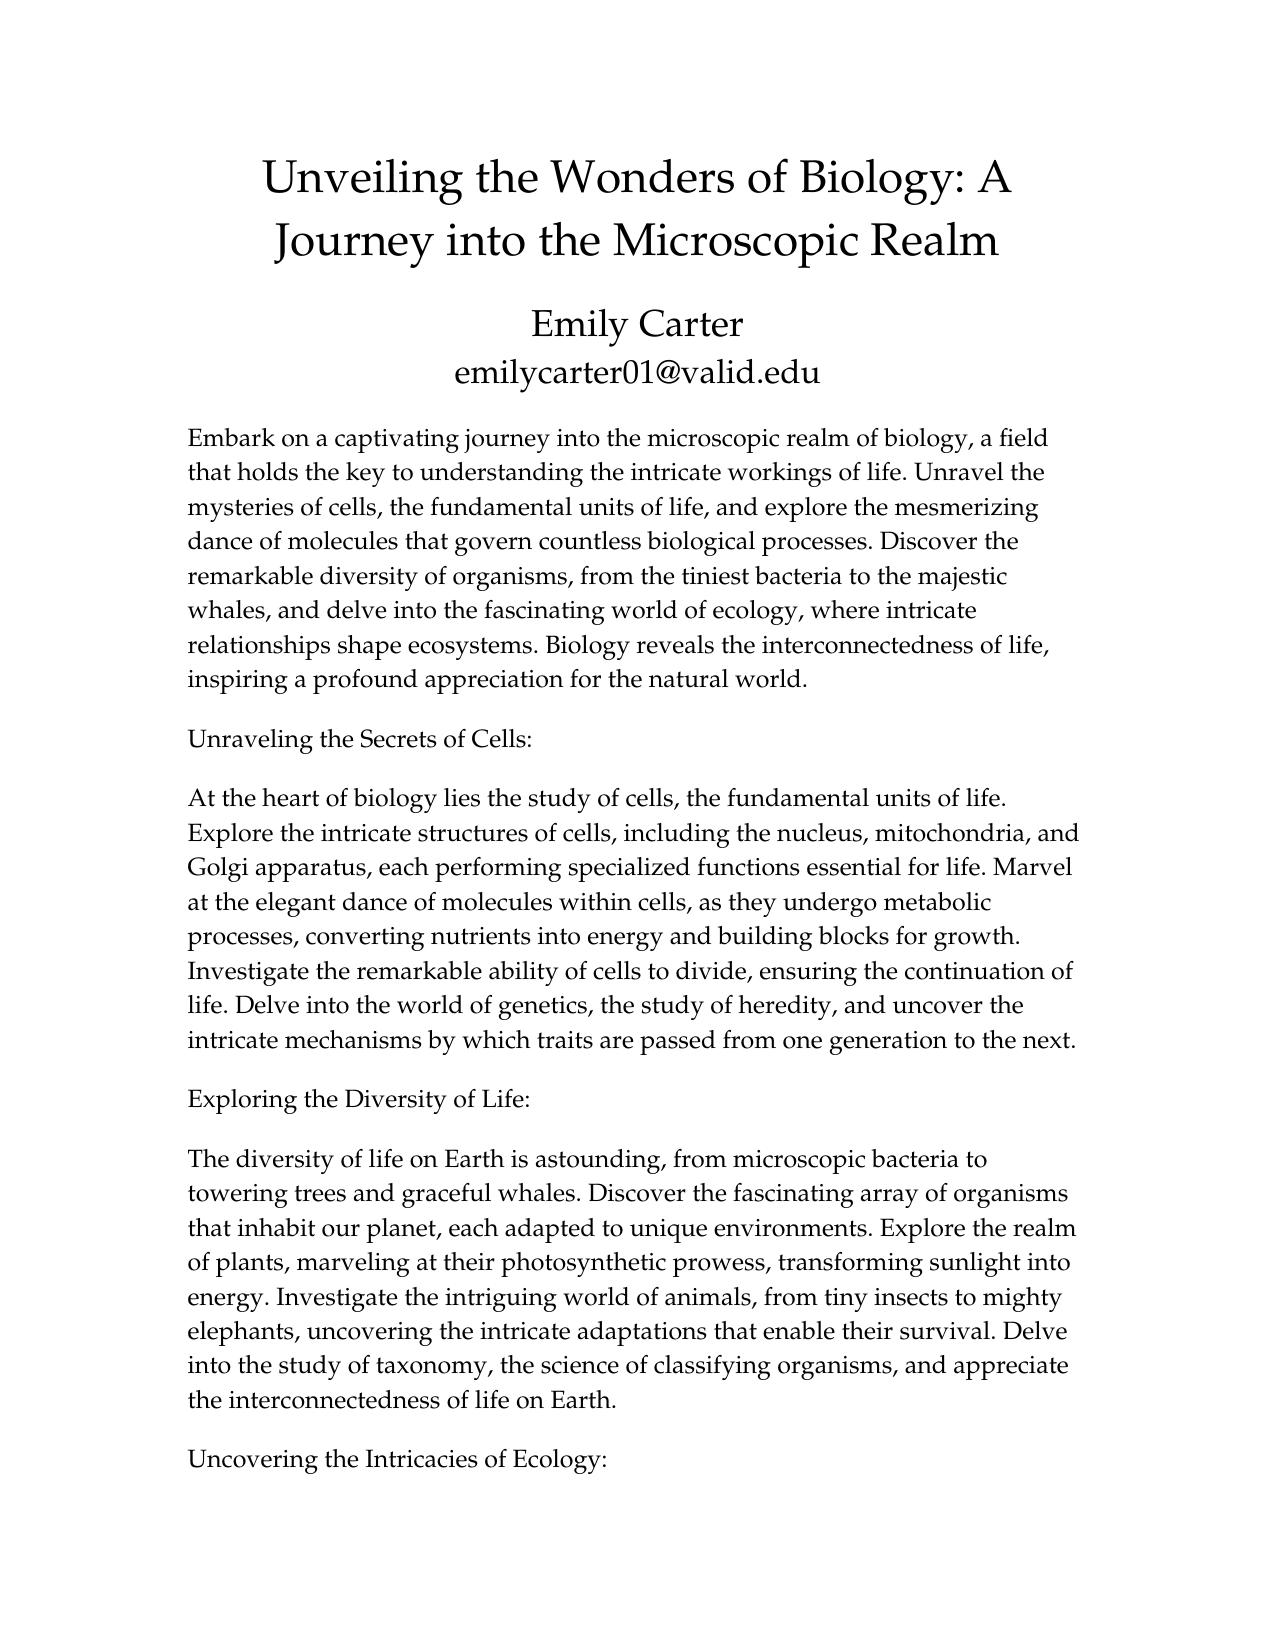 Unveiling the Wonders of Biology: A
Journey into the Microscopic Realm
Emily Carter
emilycarter01@valid.edu
Embark on a captivating journey into the microscopic realm of biology, a field
that holds the key to understanding the intricate workings of life. Unravel the
mysteries of cells, the fundamental units of life, and explore the mesmerizing
dance of molecules that govern countless biological processes. Discover the
remarkable diversity of organisms, from the tiniest bacteria to the majestic
whales, and delve into the fascinating world of ecology, where intricate
relationships shape ecosystems. Biology reveals the interconnectedness of life,
inspiring a profound appreciation for the natural world.
Unraveling the Secrets of Cells:
At the heart of biology lies the study of cells, the fundamental units of life.
Explore the intricate structures of cells, including the nucleus, mitochondria, and
Golgi apparatus, each performing specialized functions essential for life. Marvel
at the elegant dance of molecules within cells, as they undergo metabolic
processes, converting nutrients into energy and building blocks for growth.
Investigate the remarkable ability of cells to divide, ensuring the continuation of
life. Delve into the world of genetics, the study of heredity, and uncover the
intricate mechanisms by which traits are passed from one generation to the next.
Exploring the Diversity of Life:
The diversity of life on Earth is astounding, from microscopic bacteria to
towering trees and graceful whales. Discover the fascinating array of organisms
that inhabit our planet, each adapted to unique environments. Explore the realm
of plants, marveling at their photosynthetic prowess, transforming sunlight into
energy. Investigate the intriguing world of animals, from tiny insects to mighty
elephants, uncovering the intricate adaptations that enable their survival. Delve
into the study of taxonomy, the science of classifying organisms, and appreciate
the interconnectedness of life on Earth.
Uncovering the Intricacies of Ecology: